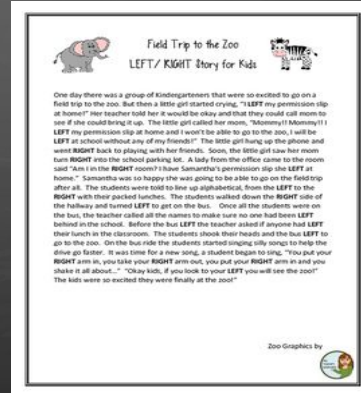 Field Trip to the Zoo
LEFT/ RIGHT Story for Kids
One day there was a group of Kindergarteners that were so excited to go on a
field trip to the zoo. But then a little girl started crying, "I LEFT my permission slip
at home!" Her teacher told her it would be okay and that they could call mom to
see if she could bring it up. The little girl called her mom, "Mommy!! Mommy!! I
LEFT my permission slip at home and I won't be able to go to the zoo, I will be
LEFT at school without any of my friends!" The little girl hung up the phone and
went RIGHT back to playing with her friends. Soon, the little girl saw her mom
turn RIGHT into the school parking lot. A lady from the office came to the room
said "Am I in the RIGHT room? I have Samantha's permission slip she LEFT at
home." Samantha was so happy she was going to be able to go on the field trip
after all. The students were told to line up alphabetical, from the LEFT to the
RIGHT with their packed lunches. The students walked down the RIGHT side of
the hallway and turned LEFT to get on the bus. Once all the students were on
the bus, the teacher called all the names to make sure no one had been LEFT
behind in the school. Before the bus LEFT the teacher asked if anyone had LEFT
their lunch in the classroom. The students shook their heads and the bus LEFT to
go to the zoo. On the bus ride the students started singing silly songs to help the
drive go faster. It was time for a new song, a student began to sing, "You put your
RIGHT arm in, you take your RIGHT arm out, you put your RIGHT arm in and you
shake it all about..." "Okay kids, if you look to your LEFT you will see the zoo!"
The kids were so excited they were finally at the zoo!"
Zoo Graphics by